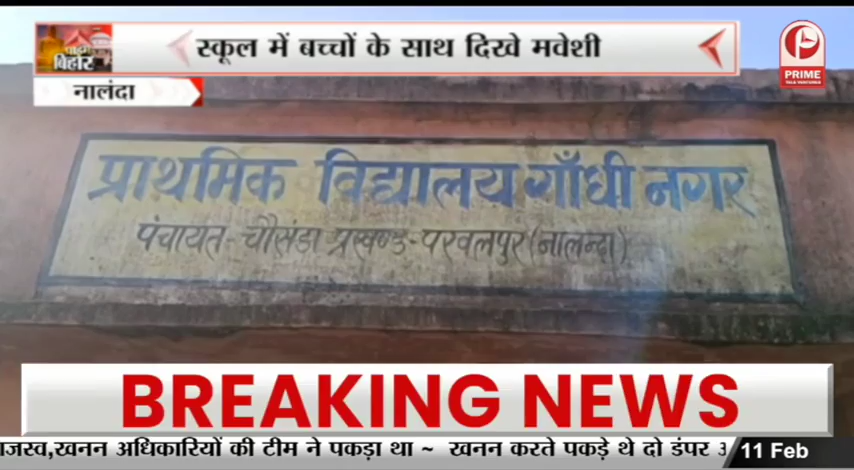 स्कूल में बच्चों के साथ दिखे मवेशी
बिहार
PRIME
नालंदा
प्राथमिक विद्यालय गाँधी नगर
पंचायत-चौसंडा प्रखण्ड-परवलपुर (नालन्दा)
BREAKING NEWS
ाजस्व,खनन अधिकारियों की टीम ने पकड़ा था ~ खनन करते पकड़े थे दो डंपर
11 Feb